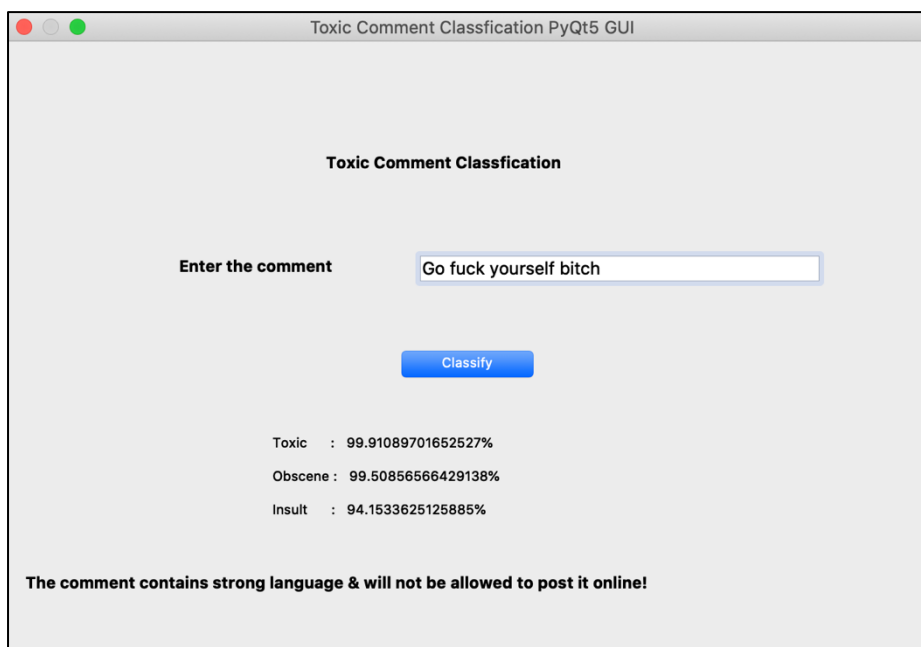 Toxic Comment Classfication PyQt5 GUI
Toxic Comment Classfication
Enter the comment Go fuck yourself bitch
Classify
Toxic : 99.91089701652527%
Obscene : 99.50856566429138%
Insult : 94.1533625125885%
The comment contains strong language & will not be allowed to post it online!